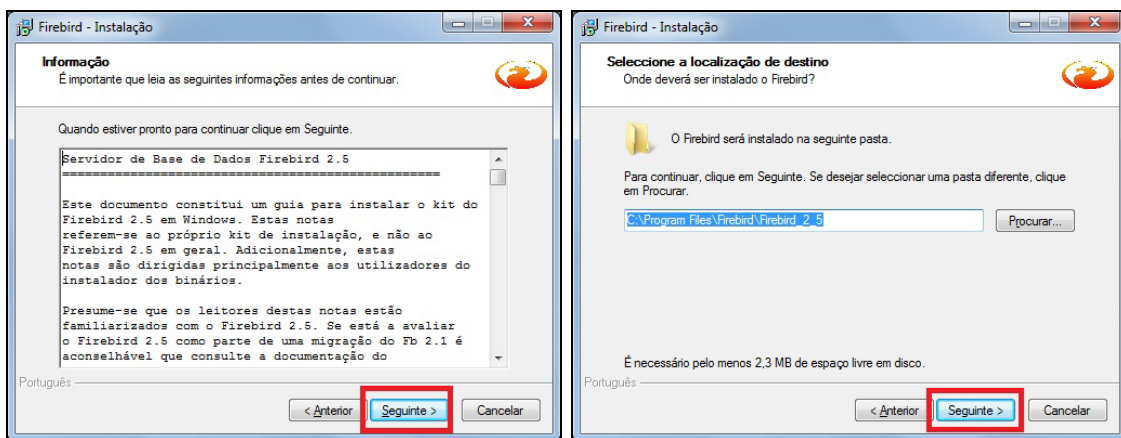 Firebird - Instalação
Informação
É importante que leia as seguintes informações antes de continuar.
Quando estiver pronto para continuar clique em Seguinte.
Servidor de Base de Dados Firebird 2.5
==================================================
Este documento constitui um guia para instalar o kit do
Firebird 2.5 em Windows. Estas notas
referem-se ao próprio kit de instalação, e não ao
Firebird 2.5 em geral. Adicionalmente, estas
notas são dirigidas principalmente aos utilizadores do
instalador dos binários.
Presume-se que os leitores destas notas estão
familiarizados com o Firebird 2.5. Se está a avaliar
o Firebird 2.5 como parte de uma migração do Fb 2.1 é
aconselhável que consulte a documentação do
Português
< Anterior
Seguinte >
Cancelar
Firebird - Instalação
Seleccione a localização de destino
Onde deverá ser instalado o Firebird?
O Firebird será instalado na seguinte pasta.
Para continuar, clique em Seguinte. Se desejar seleccionar uma pasta diferente, clique
em Procurar.
C:\Program Files\Firebird\Firebird_2_5
Procurar...
É necessário pelo menos 2,3 MB de espaço livre em disco.
Português
< Anterior
Seguinte >
Cancelar